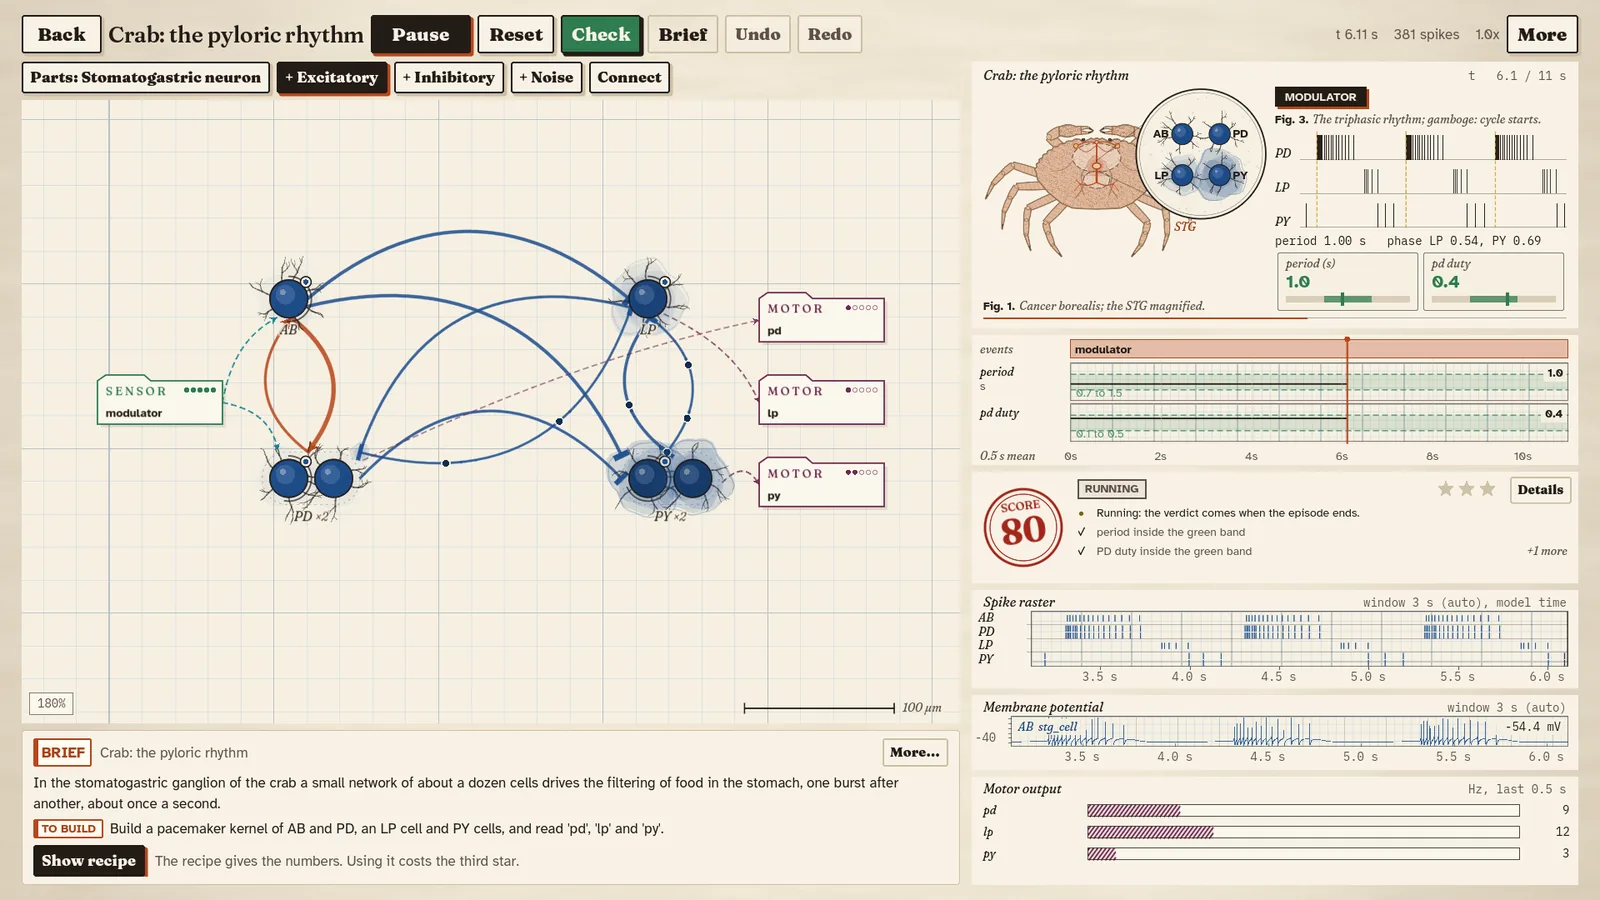 Back Crab: the pyloric rhythm Pause Reset Check Brief Undo Redo t 6.11 s 381 spikes 1.0x More
Parts: Stomatogastric neuron + Excitatory + Inhibitory + Noise Connect
AB
LP
PD ×2
PY ×2
SENSOR
modulator
MOTOR
pd
MOTOR
lp
MOTOR
py
180%
100 µm
BRIEF Crab: the pyloric rhythm More...
In the stomatogastric ganglion of the crab a small network of about a dozen cells drives the filtering of food in the stomach, one burst after
another, about once a second.
TO BUILD Build a pacemaker kernel of AB and PD, an LP cell and PY cells, and read 'pd', 'lp' and 'py'.
Show recipe The recipe gives the numbers. Using it costs the third star.
Crab: the pyloric rhythm t 6.1 / 11 s
AB PD
LP PY
STG
Fig. 1. Cancer borealis; the STG magnified.
MODULATOR
Fig. 3. The triphasic rhythm; gamboge: cycle starts.
PD
LP
PY
period 1.00 s phase LP 0.54, PY 0.69
period (s)
1.0
pd duty
0.4
events modulator
period
s
1.0
0.7 to 1.5
pd duty
0.4
0.1 to 0.5
0.5 s mean 0s 2s 4s 6s 8s 10s
SCORE
80
RUNNING Details
Running: the verdict comes when the episode ends.
✓ period inside the green band
✓ PD duty inside the green band +1 more
Spike raster window 3 s (auto), model time
AB
PD
LP
PY
3.5 s 4.0 s 4.5 s 5.0 s 5.5 s 6.0 s
Membrane potential window 3 s (auto)
AB stg_cell -54.4 mV
-40
3.5 s 4.0 s 4.5 s 5.0 s 5.5 s 6.0 s
Motor output Hz, last 0.5 s
pd 9
lp 12
py 3